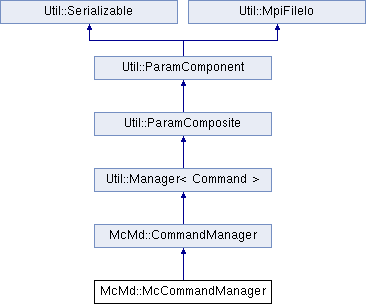 Util::Serializable
Util::MpiFileIo
Util::ParamComponent
Util::ParamComposite
Util::Manager< Command >
McMd::CommandManager
McMd::McCommandManager